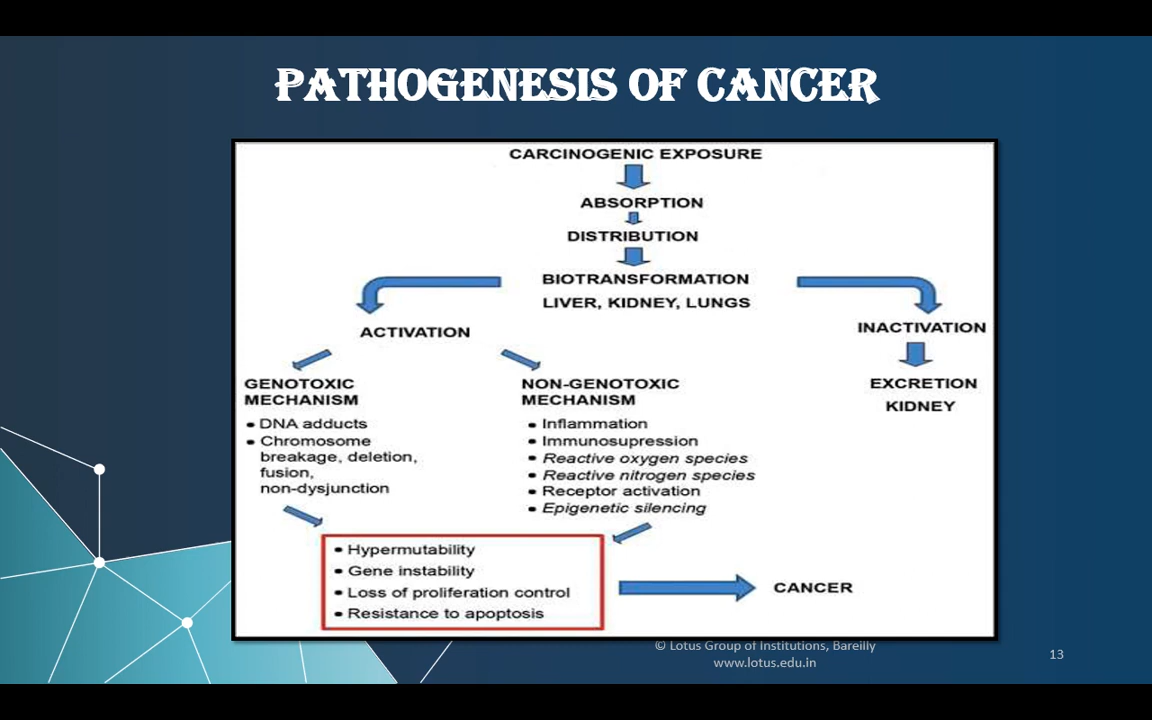 PATHOGENESIS OF CANCER
CARCINOGENIC EXPOSURE
ABSORPTION
DISTRIBUTION
BIOTRANSFORMATION
LIVER, KIDNEY, LUNGS
ACTIVATION
INACTIVATION
EXCRETION
KIDNEY
GENOTOXIC
MECHANISM
• DNA adducts
• Chromosome
breakage, deletion,
fusion,
non-dysjunction
NON-GENOTOXIC
MECHANISM
• Inflammation
• Immunosupression
• Reactive oxygen species
• Reactive nitrogen species
• Receptor activation
• Epigenetic silencing
• Hypermutability
• Gene instability
• Loss of proliferation control
• Resistance to apoptosis
CANCER
© Lotus Group of Institutions, Bareilly
www.lotus.edu.in
13